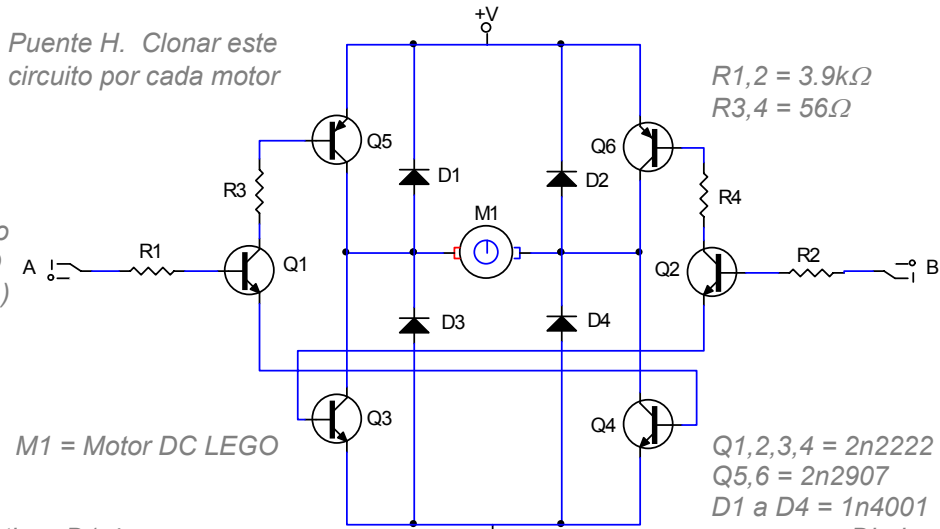 +V
Puente H. Clonar este
circuito por cada motor
R1,2 = 3.9kΩ
R3,4 = 56Ω
Q5
Q6
D1
D2
R3
R4
M1
A
R1
Q1
Q2
R2
B
D3
D4
Q3
Q4
M1 = Motor DC LEGO
Q1,2,3,4 = 2n2222
Q5,6 = 2n2907
D1 a D4 = 1n4001